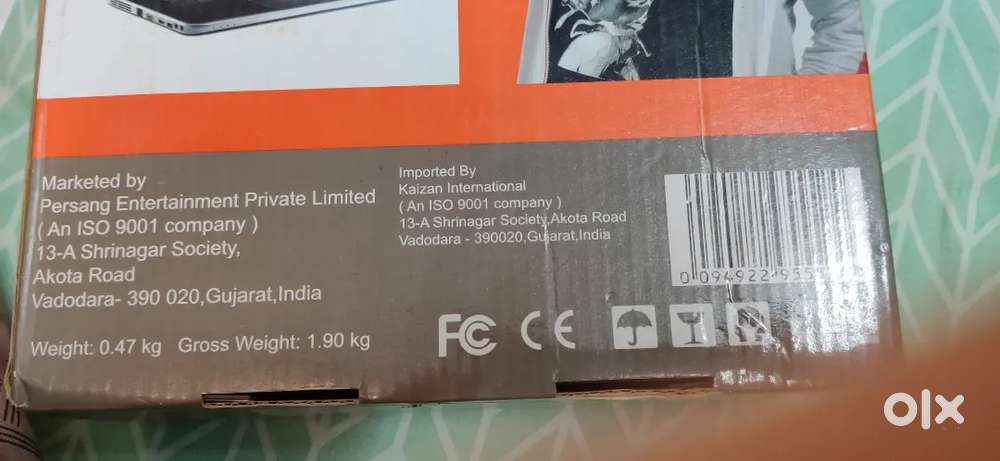 Marketed by
Persang Entertainment Private Limited
( An ISO 9001 company )
13-A Shrinagar Society,
Akota Road
Vadodara- 390 020,Gujarat,India
Weight: 0.47 kg Gross Weight: 1.90 kg
Imported By
Kaizan International
( An ISO 9001 company )
13-A Shrinagar Society,Akota Road
Vadodara - 390020,Gujarat,India
0 094922
FC CE
olx